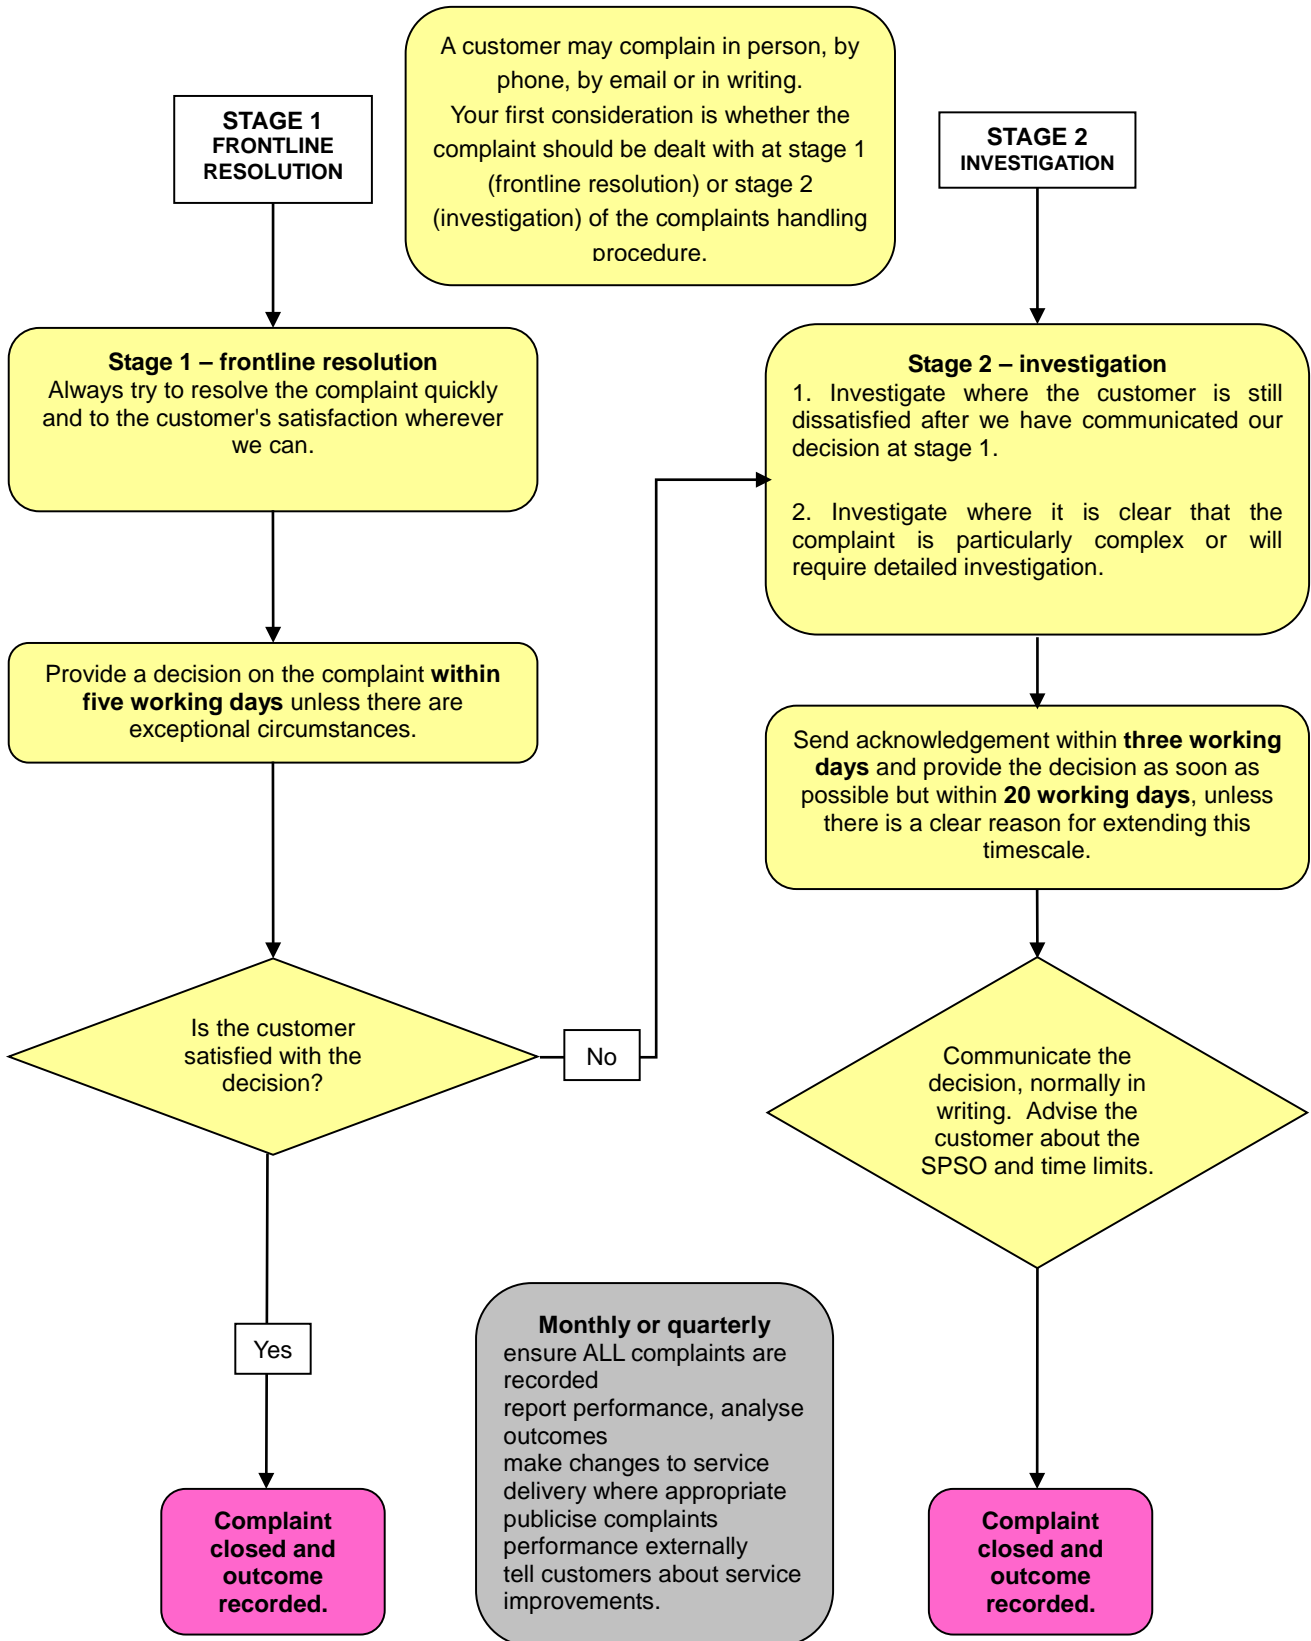 A customer may complain in person, by
phone, by email or in writing.
Your first consideration is whether the
complaint should be dealt with at stage 1
(frontline resolution) or stage 2
(investigation) of the complaints handling
procedure.
STAGE 1
FRONTLINE
RESOLUTION
STAGE 2
INVESTIGATION
Stage 1 – frontline resolution
Always try to resolve the complaint quickly
and to the customer's satisfaction wherever
we can.
Stage 2 – investigation
1. Investigate where the customer is still
dissatisfied after we have communicated our
decision at stage 1.
2. Investigate where it is clear that the
complaint is particularly complex or will
require detailed investigation.
Provide a decision on the complaint within
five working days unless there are
exceptional circumstances.
Send acknowledgement within three working
days and provide the decision as soon as
possible but within 20 working days, unless
there is a clear reason for extending this
timescale.
Is the customer
satisfied with the
decision?
No
Communicate the
decision, normally in
writing.  Advise the
customer about the
SPSO and time limits.
Yes
Monthly or quarterly
ensure ALL complaints are
recorded
report performance, analyse
outcomes
make changes to service
delivery where appropriate
publicise complaints
performance externally
tell customers about service
improvements.
Complaint
closed and
outcome
recorded.
Complaint
closed and
outcome
recorded.